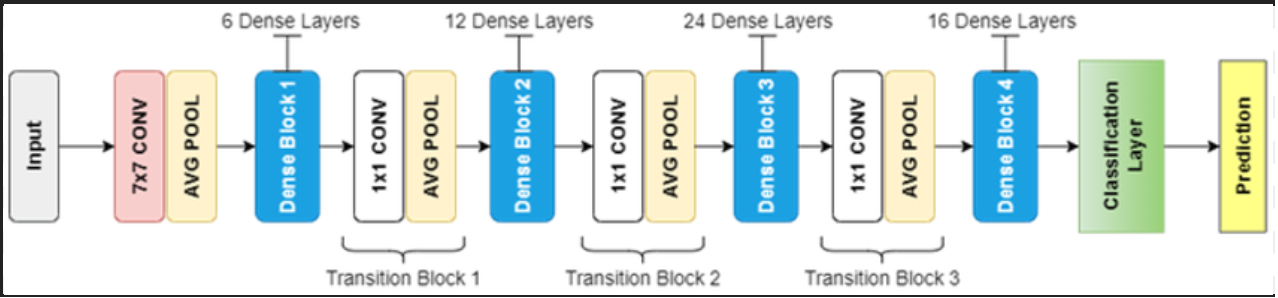 6 Dense Layers
12 Dense Layers
24 Dense Layers
16 Dense Layers
Input
7x7 CONV
AVG POOL
Dense Block 1
1x1 CONV
AVG POOL
Dense Block 2
1x1 CONV
AVG POOL
Dense Block 3
1x1 CONV
AVG POOL
Dense Block 4
Classification
Layer
Prediction
Transition Block 1
Transition Block 2
Transition Block 3